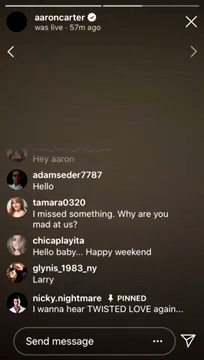 aaroncarter
was live · 57m ago
Hey aaron
adamseder7787
Hello
tamara0320
I missed something. Why are you
mad at us?
chicaplayita
Hello baby... Happy weekend
glynis_1983_ny
Larry
nicky.nightmare PINNED
I wanna hear TWISTED LOVE again...
Send message